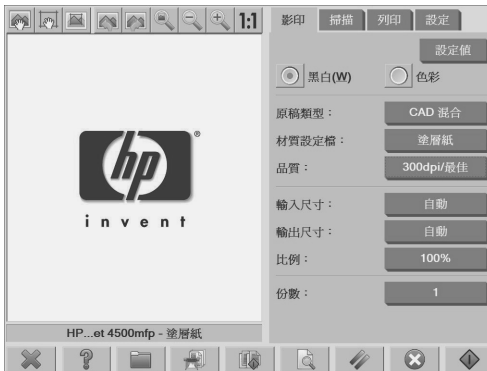 1:1
影印 掃描 列印 設定
設定值
黑白(W) 色彩
原稿類型： CAD 混合
材質設定檔： 塗層紙
品質： 300dpi/最佳
輸入尺寸： 自動
輸出尺寸： 自動
比例： 100%
份數： 1
hp®
invent
HP...et 4500mfp - 塗層紙